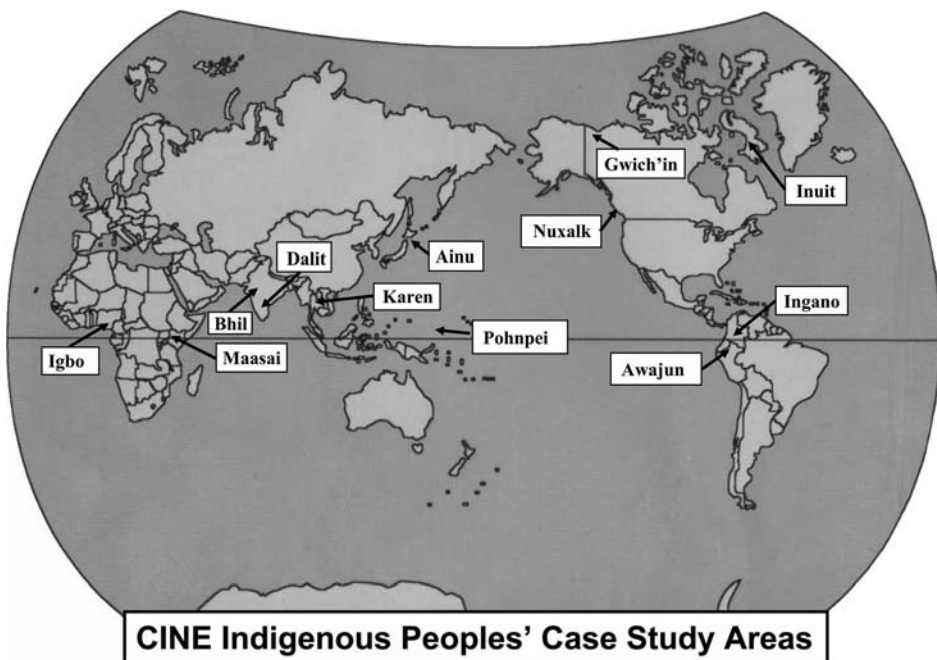 Gwich'in
Inuit
Nuxalk
Dalit
Ainu
Karen
Ingano
Bhil
Pohnpei
Igbo
Maasai
Awajun
CINE Indigenous Peoples' Case Study Areas